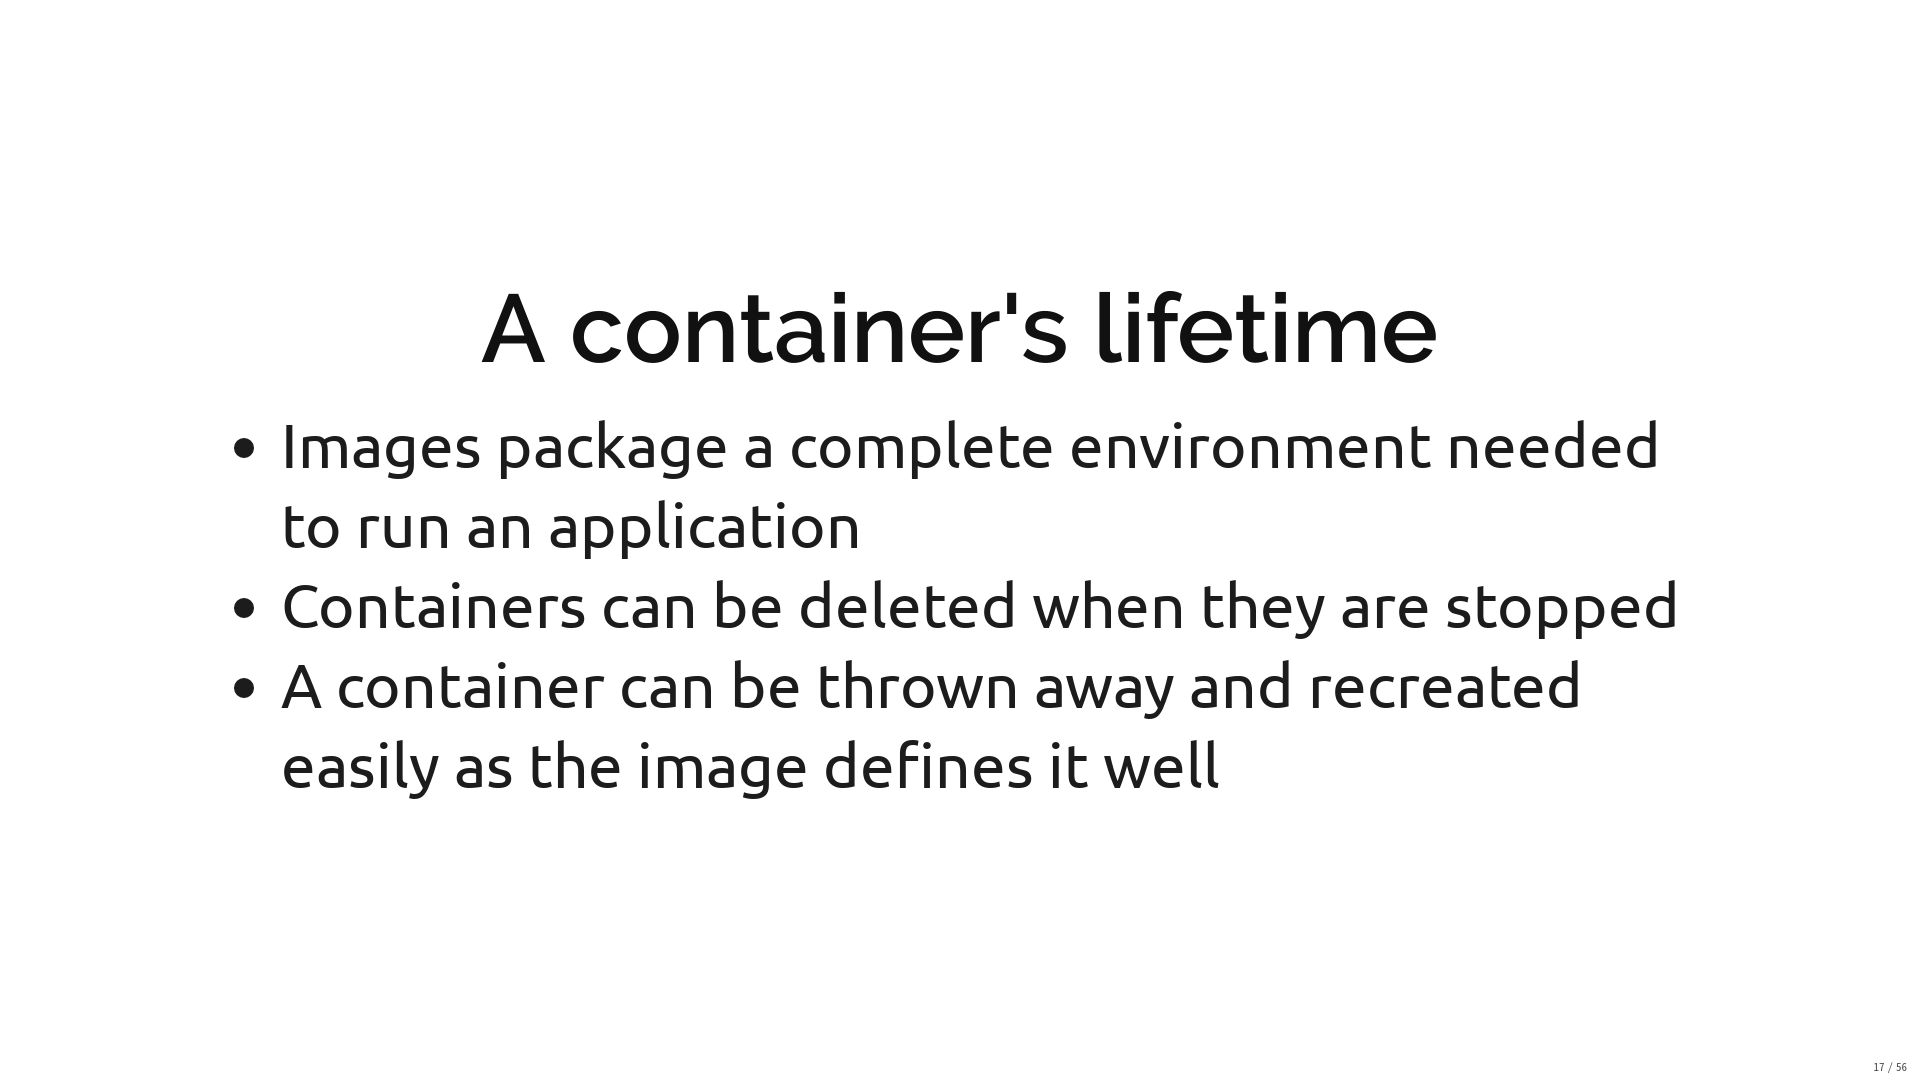 A container's lifetime
• Images package a complete environment needed
to run an application
• Containers can be deleted when they are stopped
• A container can be thrown away and recreated
easily as the image defines it well
17 / 56